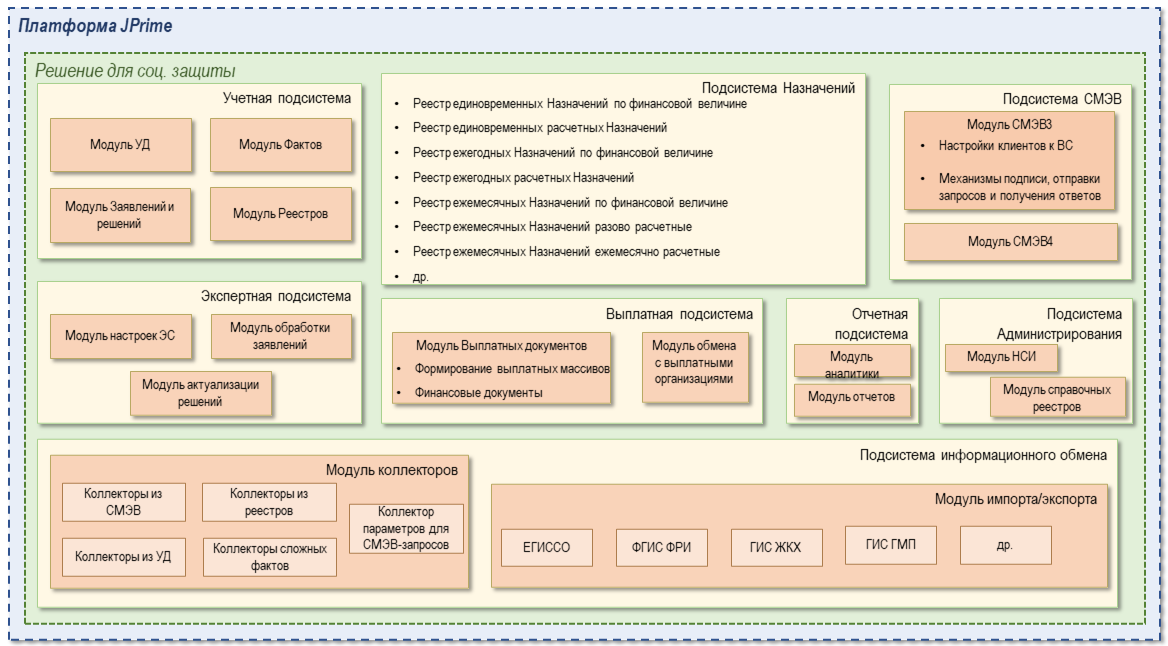 Платформа JPrime
Решение для соц. защиты
Учетная подсистема
Модуль УД
Модуль Фактов
Модуль Заявлений и
решений
Модуль Реестров
Подсистема Назначений
• Реестр единовременных Назначений по финансовой величине
• Реестр единовременных расчетных Назначений
• Реестр ежегодных Назначений по финансовой величине
• Реестр ежегодных расчетных Назначений
• Реестр ежемесячных Назначений по финансовой величине
• Реестр ежемесячных Назначений разово расчетные
• Реестр ежемесячных Назначений ежемесячно расчетные
• др.
Подсистема СМЭВ
Модуль СМЭВ3
• Настройки клиентов к ВС
• Механизмы подписи, отправки
запросов и получения ответов
Модуль СМЭВ4
Экспертная подсистема
Модуль настроек ЭС
Модуль обработки
заявлений
Модуль актуализации
решений
Выплатная подсистема
Модуль Выплатных документов
• Формирование выплатных массивов
• Финансовые документы
Модуль обмена
с выплатными
организациями
Отчетная
подсистема
Модуль
аналитики
Модуль отчетов
Подсистема
Администрирования
Модуль НСИ
Модуль справочных
реестров
Подсистема информационного обмена
Модуль коллекторов
Коллекторы из
СМЭВ
Коллекторы из
реестров
Коллектор
параметров для
СМЭВ-запросов
Коллекторы из УД
Коллекторы сложных
фактов
Модуль импорта/экспорта
ЕГИССО
ФГИС ФРИ
ГИС ЖКХ
ГИС ГМП
др.